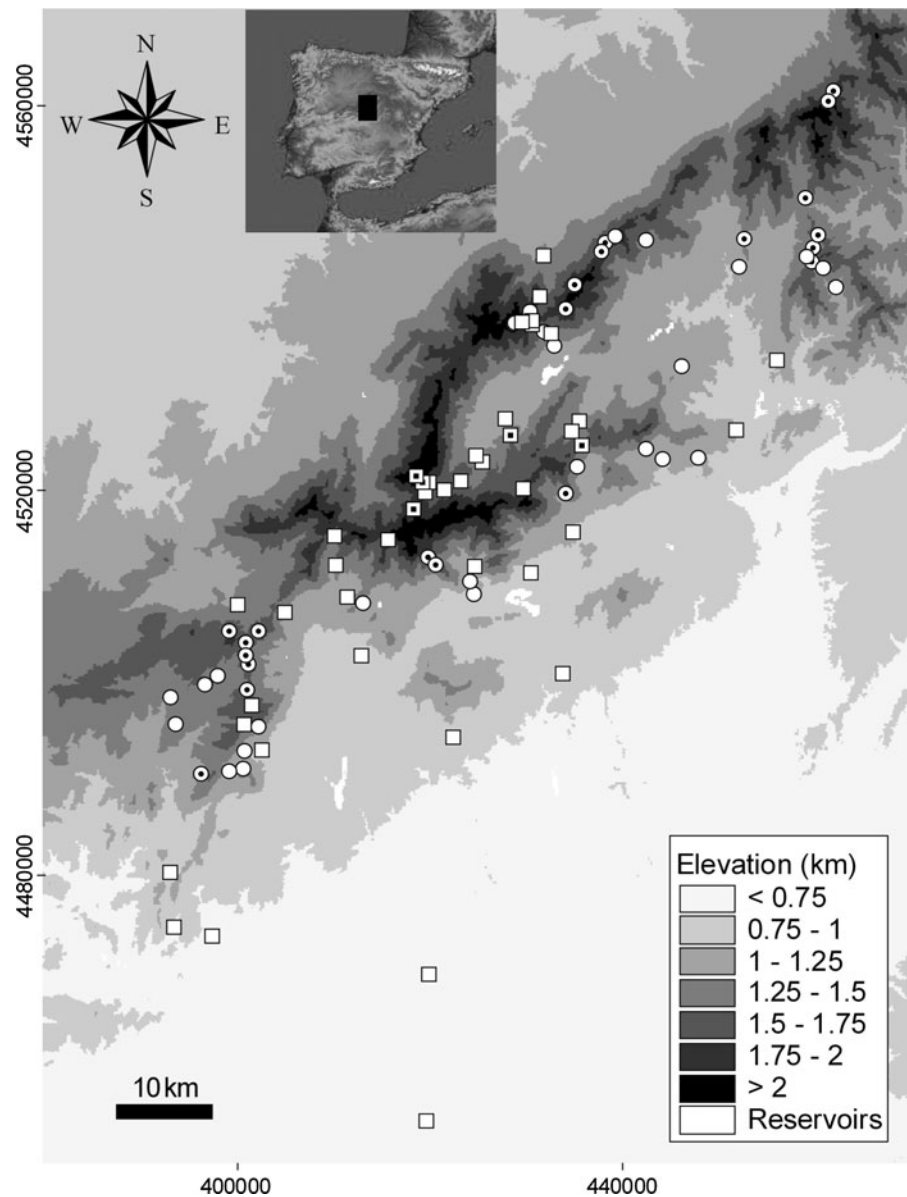 N
W E
S
4560000
4520000
4480000
10 km
400000
440000
Elevation (km)
< 0.75
0.75 - 1
1 - 1.25
1.25 - 1.5
1.5 - 1.75
1.75 - 2
> 2
Reservoirs